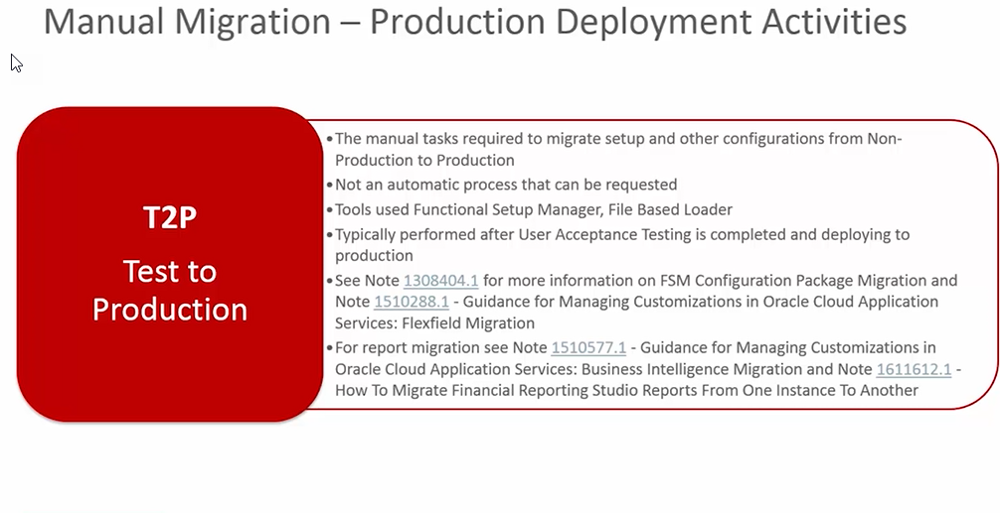 Manual Migration – Production Deployment Activities
T2P
Test to
Production
•The manual tasks required to migrate setup and other configurations from Non-
Production to Production
•Not an automatic process that can be requested
•Tools used Functional Setup Manager, File Based Loader
•Typically performed after User Acceptance Testing is completed and deploying to
production
•See Note 1308404.1 for more information on FSM Configuration Package Migration and
Note 1510288.1 - Guidance for Managing Customizations in Oracle Cloud Application
Services: Flexfield Migration
•For report migration see Note 1510577.1 - Guidance for Managing Customizations in
Oracle Cloud Application Services: Business Intelligence Migration and Note 1611612.1 -
How To Migrate Financial Reporting Studio Reports From One Instance To Another